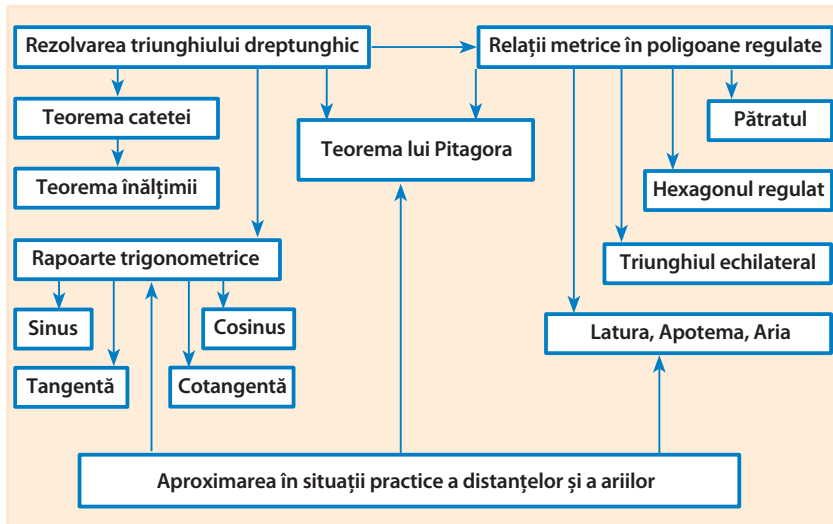 Rezolvarea triunghiului dreptunghic
Relații metrice în poligoane regulate
Teorema catetei
Teorema lui Pitagora
Pătratul
Teorema înălțimii
Hexagonul regulat
Rapoarte trigonometrice
Triunghiul echilateral
Sinus
Cosinus
Latura, Apotema, Aria
Tangentă
Cotangentă
Aproximarea în situații practice a distanțelor și a ariilor